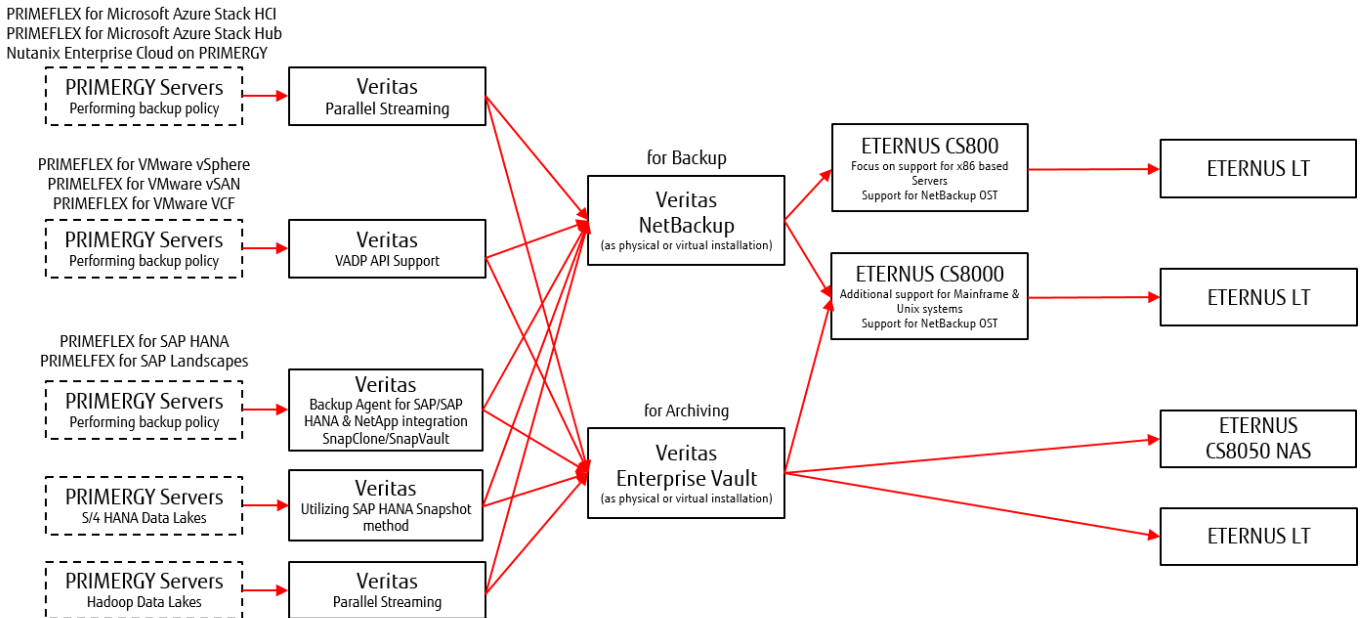 PRIMEFLEX for Microsoft Azure Stack HCI
PRIMEFLEX for Microsoft Azure Stack Hub
Nutanix Enterprise Cloud on PRIMERGY
PRIMERGY Servers
Performing backup policy
Veritas
Parallel Streaming
PRIMEFLEX for VMware vSphere
PRIMELFEX for VMware vSAN
PRIMEFLEX for VMware VCF
PRIMERGY Servers
Performing backup policy
Veritas
VADP API Support
PRIMEFLEX for SAP HANA
PRIMELFEX for SAP Landscapes
PRIMERGY Servers
Performing backup policy
Veritas
Backup Agent for SAP/SAP
HANA & NetApp integration
SnapClone/SnapVault
PRIMERGY Servers
S/4 HANA Data Lakes
Veritas
Utilizing SAP HANA Snapshot
method
PRIMERGY Servers
Hadoop Data Lakes
Veritas
Parallel Streaming
for Backup
Veritas
NetBackup
(as physical or virtual installation)
for Archiving
Veritas
Enterprise Vault
(as physical or virtual installation)
ETERNUS CS800
Focus on support for x86 based
Servers
Support for NetBackup OST
ETERNUS CS8000
Additional support for Mainframe &
Unix systems
Support for NetBackup OST
ETERNUS LT
ETERNUS LT
ETERNUS
CS8050 NAS
ETERNUS LT